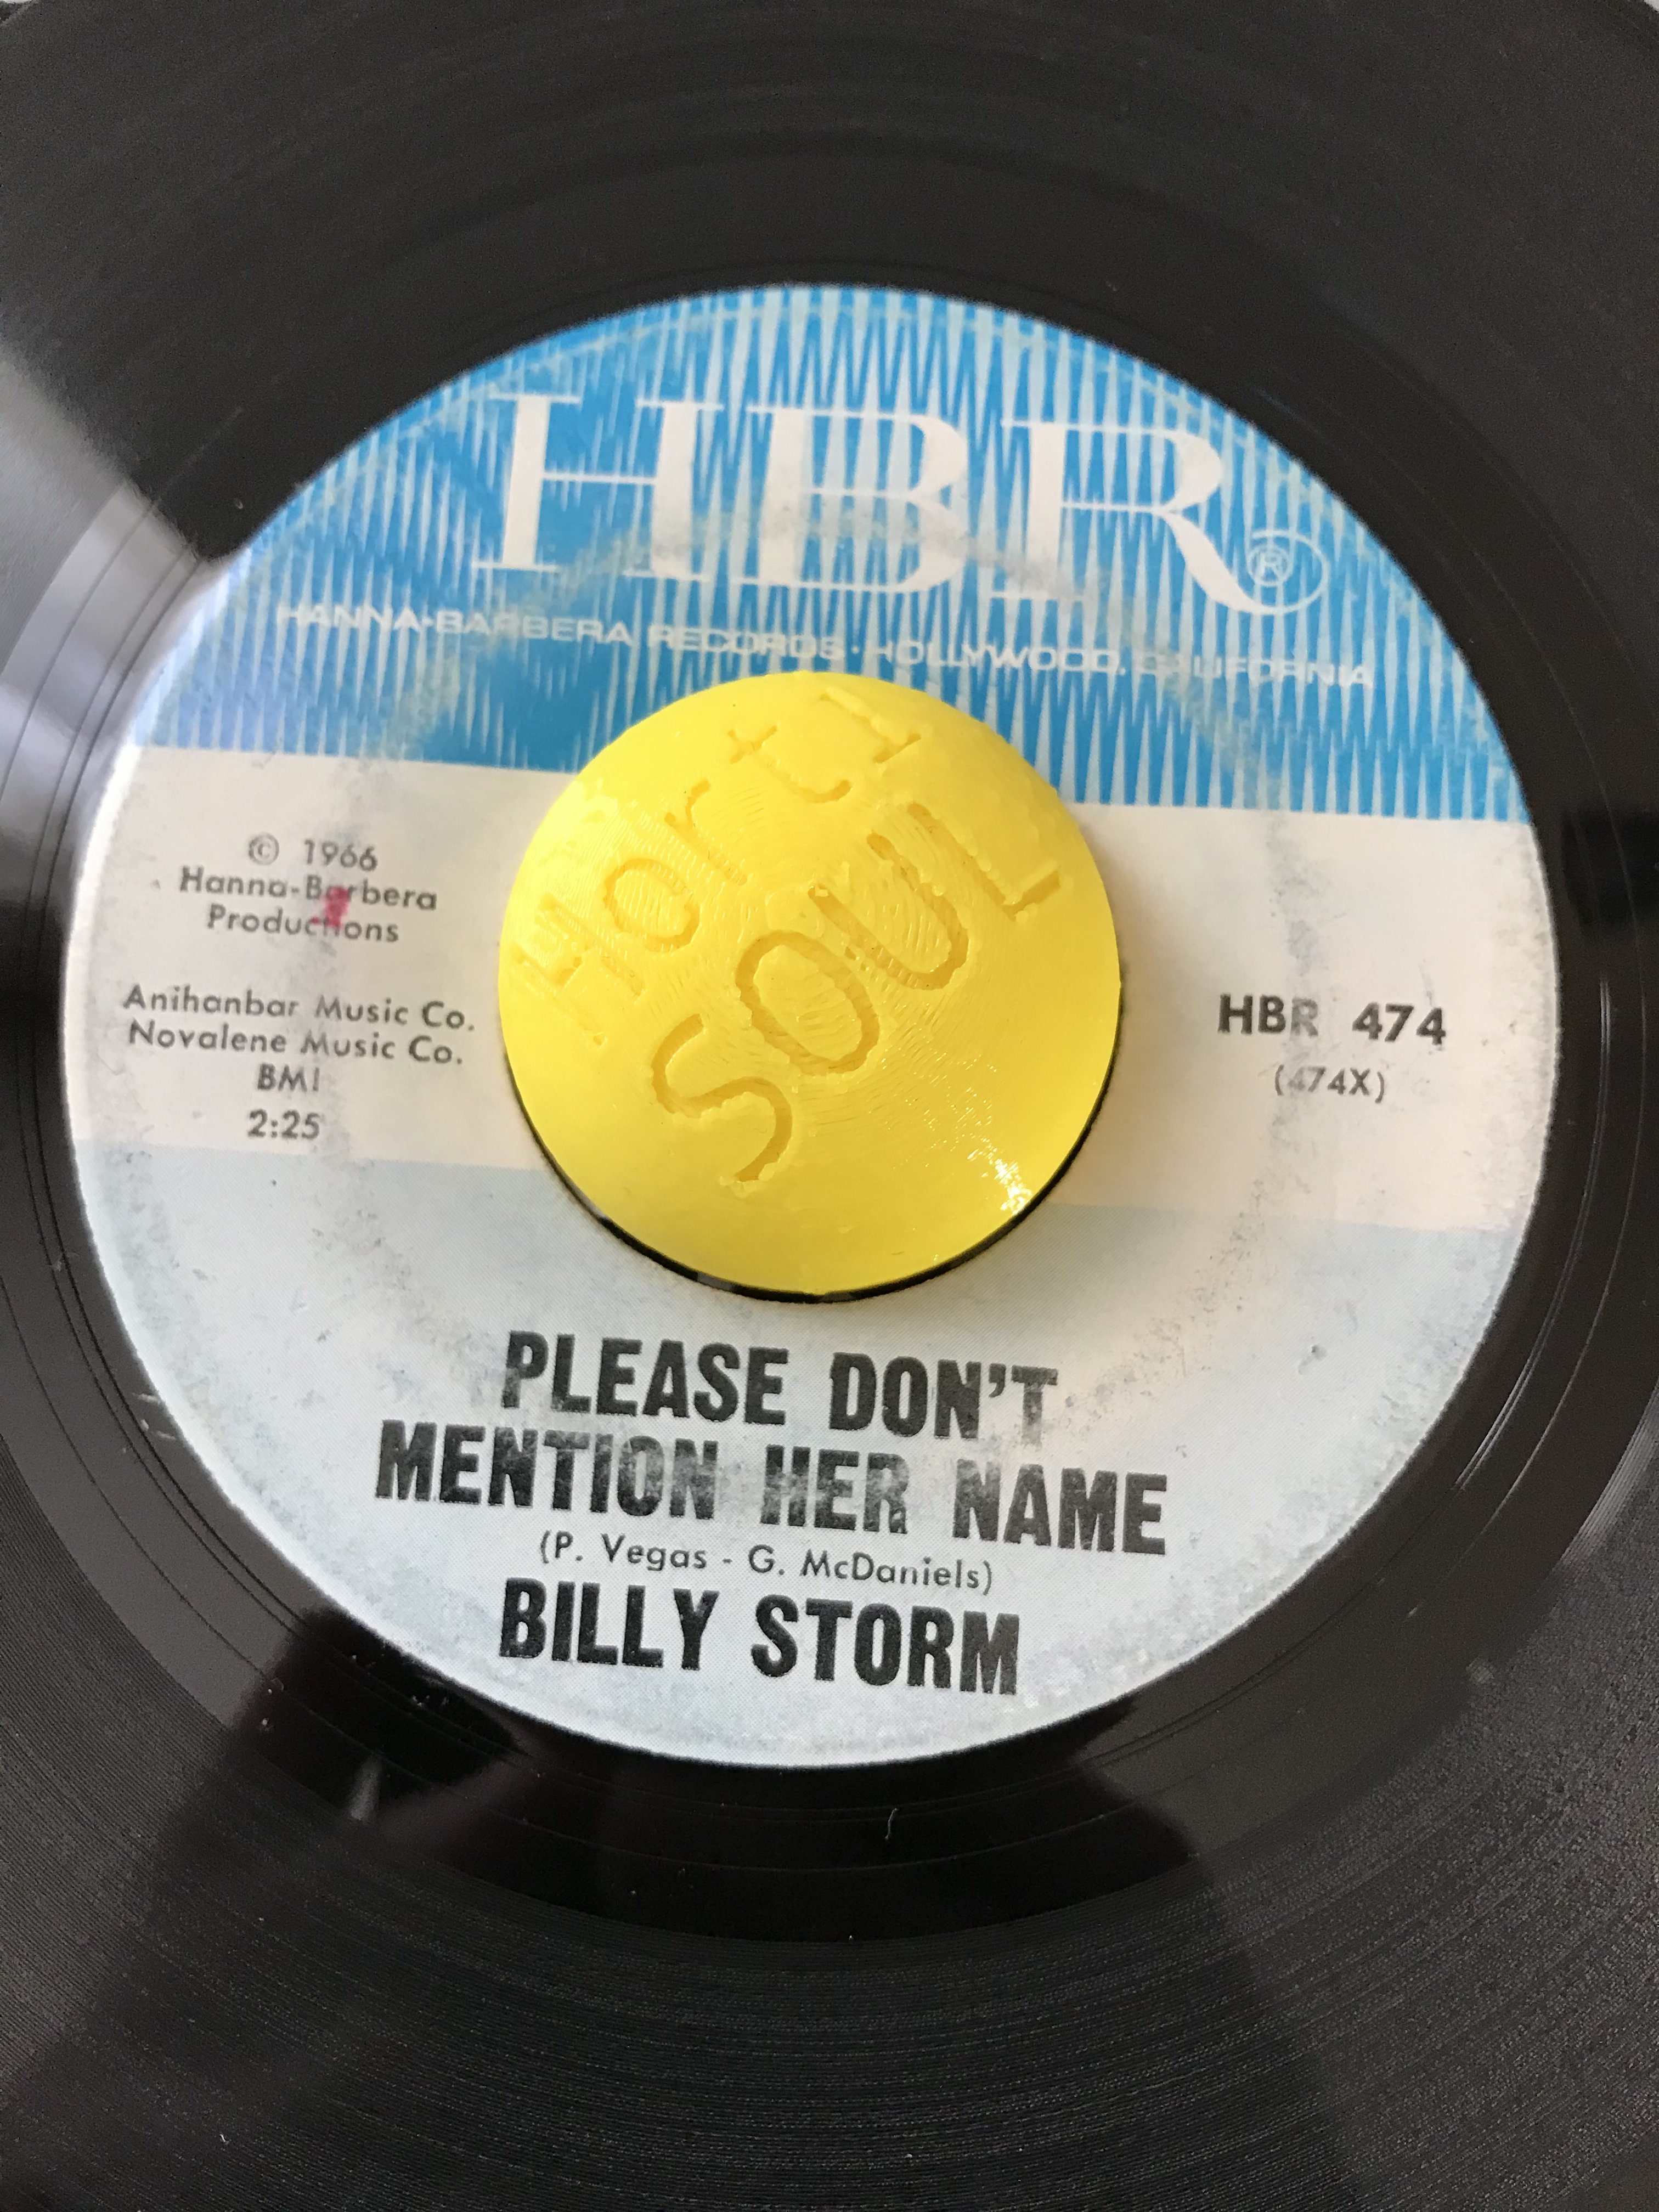 HBR®
HANNA•BARBERA RECORDS • HOLLYWOOD, CALIFORNIA
© 1966
Hanna-Barbera
Productions
Anihanbar Music Co.
Novalene Music Co.
BMI
2:25
SOUL
HBR 474
(474X)
PLEASE DON'T
MENTION HER NAME
(P. Vegas - G. McDaniels)
BILLY STORM